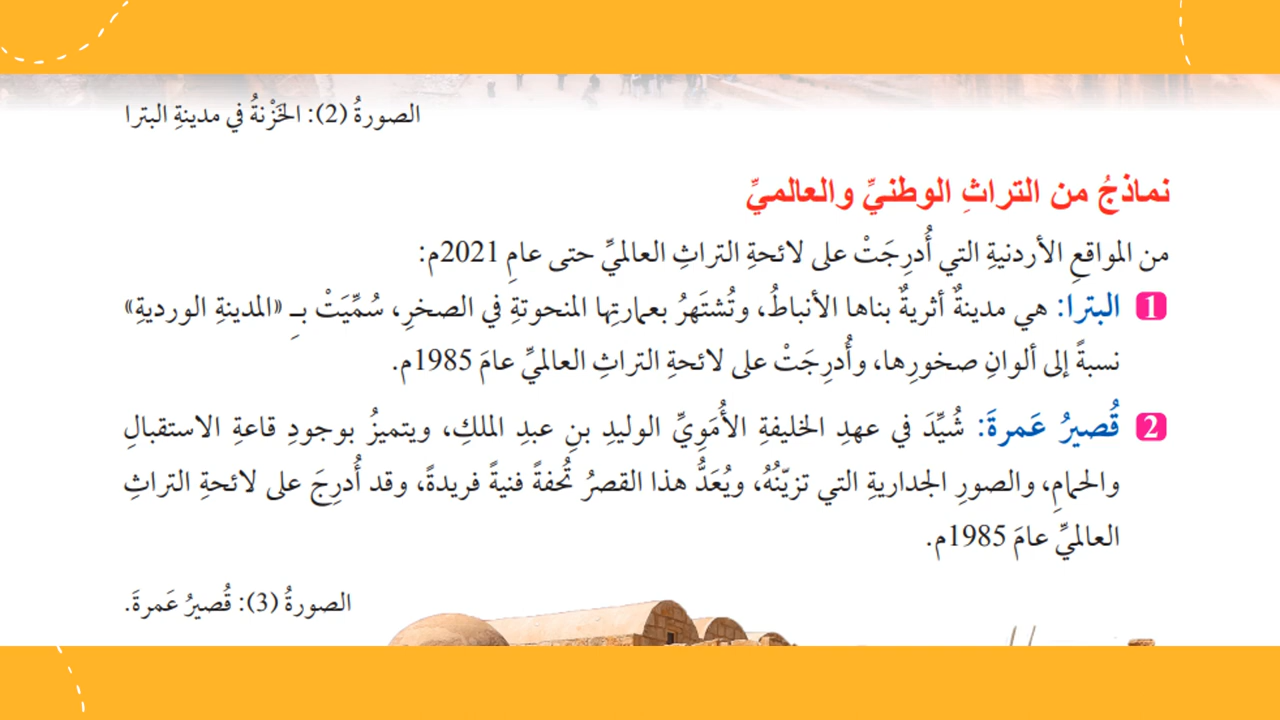 الصورةُ (2): الخَزْنةُ في مدينةِ البترا
نماذجُ من التراثِ الوطنيِّ والعالميِّ
من المواقعِ الأردنيةِ التي أُدرِجَتْ على لائحةِ التراثِ العالميِّ حتى عامِ 2021م:
1 البترا: هي مدينةٌ أثريةٌ بناها الأنباطُ، وتُشتَهرُ بعمارتِها المنحوتةِ في الصخرِ، سُمِّيَتْ بـِ «المدينةِ الورديةِ»
نسبةً إلى ألوانِ صخورِها، وأُدرِجَتْ على لائحةِ التراثِ العالميِّ عامَ 1985م.
2 قُصيرُ عَمرةَ: شُيِّدَ في عهدِ الخليفةِ الأُمَوِيِّ الوليدِ بنِ عبدِ الملكِ، ويتميزُ بوجودِ قاعةِ الاستقبالِ
والحمامِ، والصورِ الجداريةِ التي تزيّنُهُ، ويُعَدُّ هذا القصرُ تُحفةً فنيةً فريدةً، وقد أُدرِجَ على لائحةِ التراثِ
العالميِّ عامَ 1985م.
الصورةُ (3): قُصيرُ عَمرةَ.